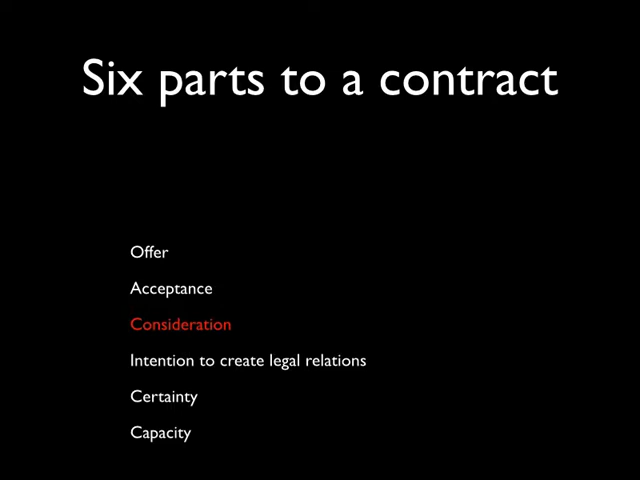 Six parts to a contract
Offer
Acceptance
Consideration
Intention to create legal relations
Certainty
Capacity